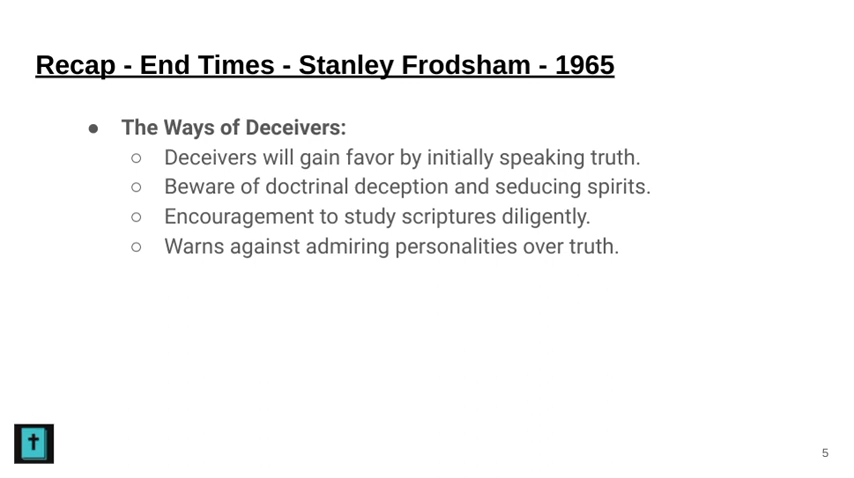 Recap - End Times - Stanley Frodsham - 1965
● The Ways of Deceivers:
○ Deceivers will gain favor by initially speaking truth.
○ Beware of doctrinal deception and seducing spirits.
○ Encouragement to study scriptures diligently.
○ Warns against admiring personalities over truth.
5